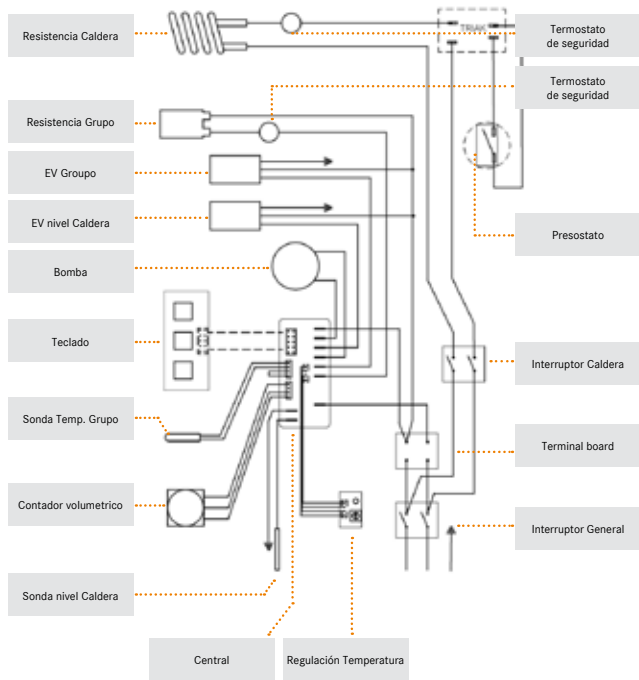 Resistencia Caldera
TRIAK
Termostato
de seguridad
Termostato
de seguridad
Resistencia Grupo
EV Groupo
EV nivel Caldera
Presostato
Bomba
Teclado
Interruptor Caldera
Sonda Temp. Grupo
Terminal board
Contador volumetrico
Interruptor General
Sonda nivel Caldera
Central
Regulación Temperatura